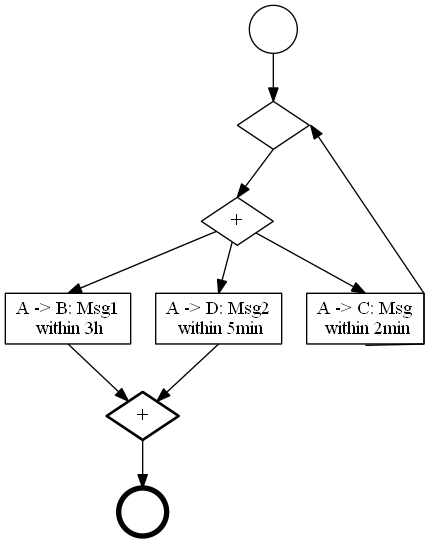 +
A -> B: Msg1
within 3h
A -> D: Msg2
within 5min
A -> C: Msg
within 2min
+